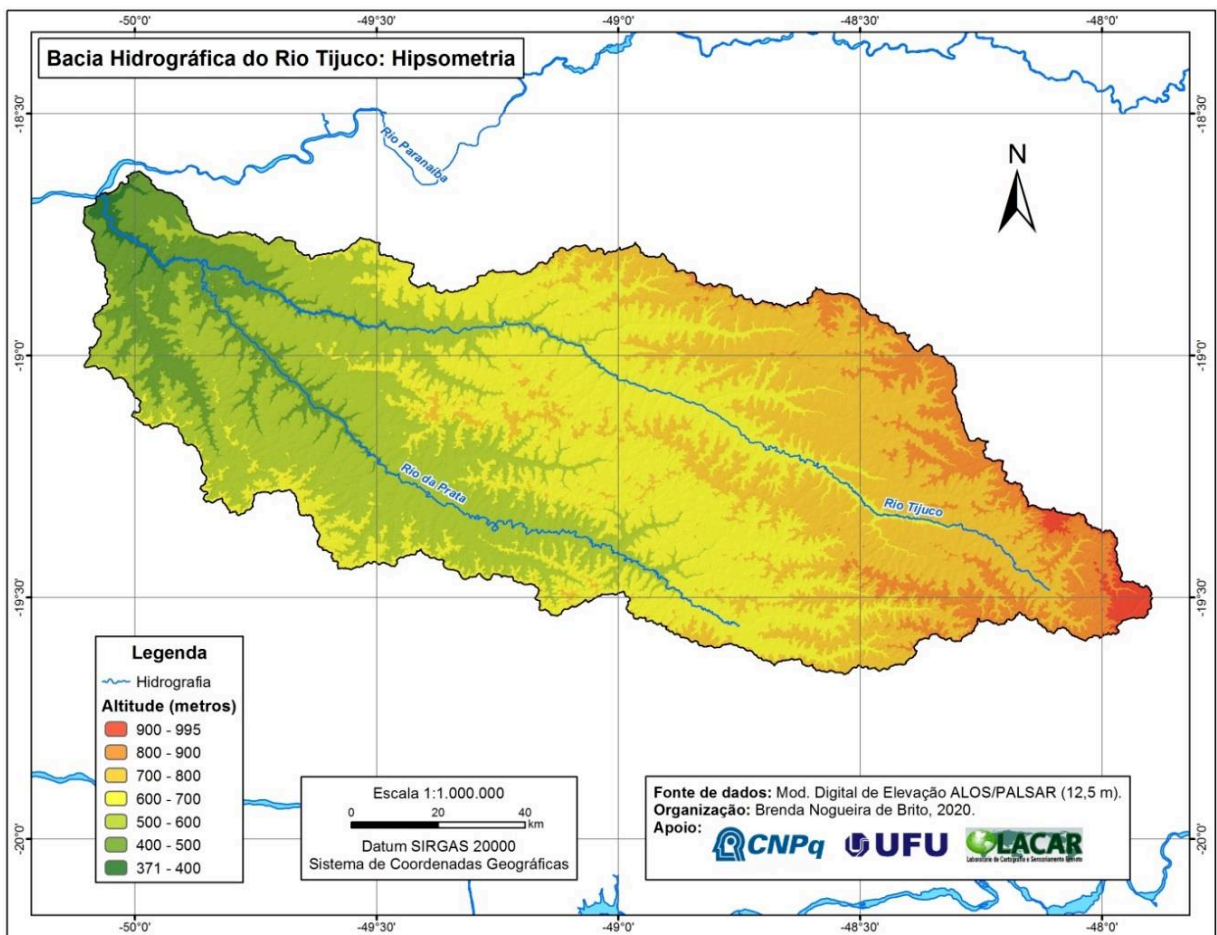 -50°0'
-49°30'
-49°0'
-48°30'
-48°0'
Bacia Hidrográfica do Rio Tijuco: Hipsometria
-18°30'
-18°30'
Rio Paranaíba
N
-19°0'
-19°0'
Rio da Prata
Rio Tijuco
-19°30'
-19°30'
Legenda
Hidrografia
Altitude (metros)
900 - 995
800 - 900
700 - 800
600 - 700
500 - 600
400 - 500
371 - 400
Escala 1:1.000.000
0 20 40
km
Datum SIRGAS 20000
Sistema de Coordenadas Geográficas
Fonte de dados: Mod. Digital de Elevação ALOS/PALSAR (12,5 m).
Organização: Brenda Nogueira de Brito, 2020.
Apoio:
CNPq
UFU
LACAR
Laboratório de Cartografia e Sensoriamento Remoto
-20°0'
-20°0'
-50°0'
-49°30'
-49°0'
-48°30'
-48°0'